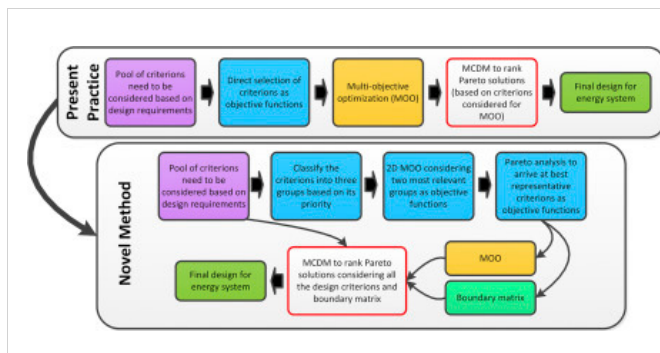 Present
Practice
Pool of criterions
need to be
considered based on
design requirements
Direct selection of
criterions as
objective functions
Multi-objective
optimization (MOO)
MCDM to rank
Pareto solutions
(based on criterions
considered for
MOO)
Final design for
energy system
Novel Method
Pool of criterions
need to be
considered based on
design requirements
Classify the
criterions into three
groups based on its
priority
2D MOO considering
two most relevant
groups as objective
functions
Pareto analysis to
arrive at best
representative
criterions as
objective functions
Final design for
energy system
MCDM to rank Pareto
solutions considering all
the design criterions and
boundary matrix
MOO
Boundary matrix